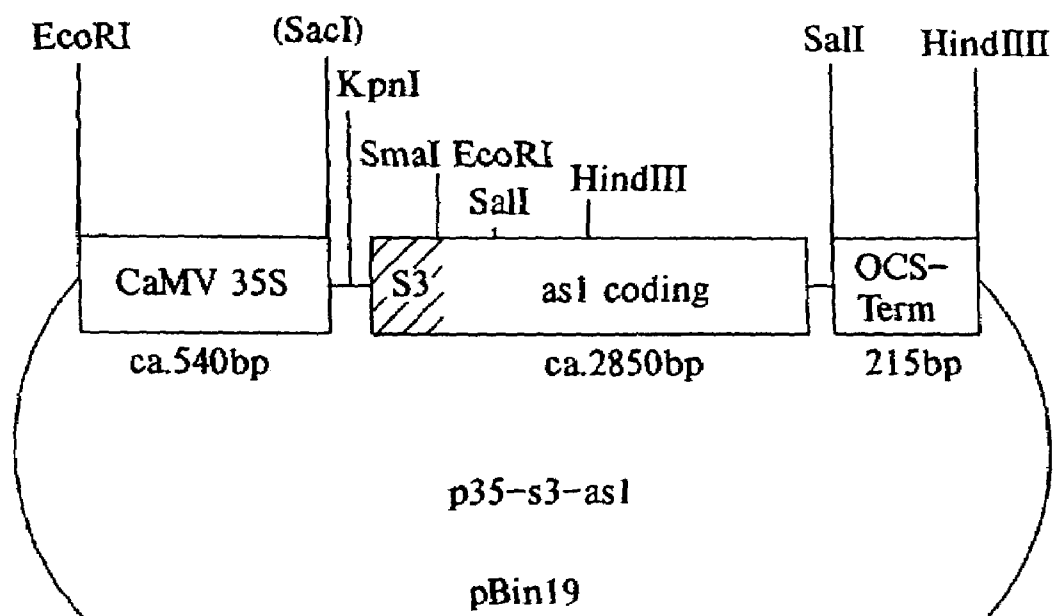 EcoRI
(SacI)
SalI
HindIIII
KpnI
SmaI EcoRI
HindIII
SalI
CaMV 35S
S3
as1 coding
OCS-
Term
ca.540bp
ca.2850bp
215bp
p35-s3-as1
pBin19